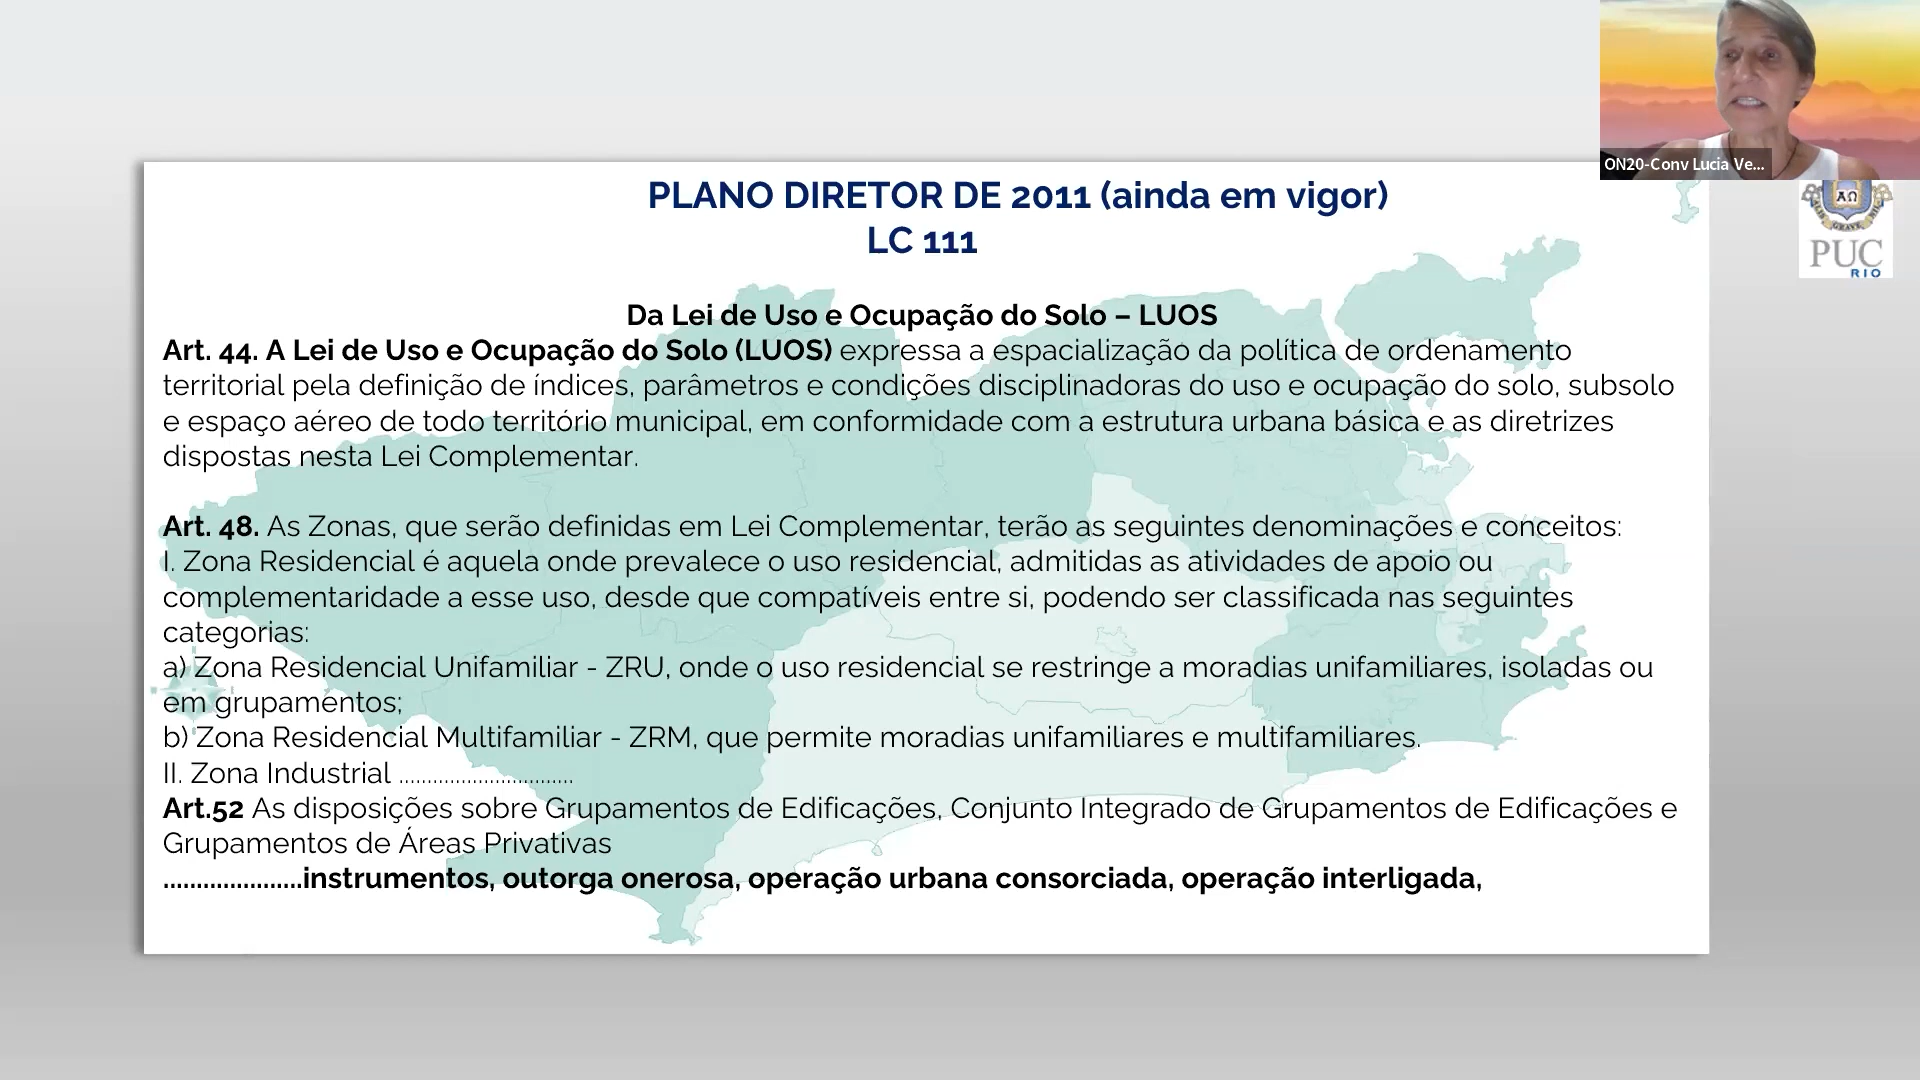 ON20-Conv Lucia Ve...
PLANO DIRETOR DE 2011 (ainda em vigor)
LC 111
ΑΩ
GRAVE
PUC
RIO
Da Lei de Uso e Ocupação do Solo – LUOS
Art. 44. A Lei de Uso e Ocupação do Solo (LUOS) expressa a espacialização da política de ordenamento
territorial pela definição de índices, parâmetros e condições disciplinadoras do uso e ocupação do solo, subsolo
e espaço aéreo de todo território municipal, em conformidade com a estrutura urbana básica e as diretrizes
dispostas nesta Lei Complementar.
Art. 48. As Zonas, que serão definidas em Lei Complementar, terão as seguintes denominações e conceitos:
I. Zona Residencial é aquela onde prevalece o uso residencial, admitidas as atividades de apoio ou
complementaridade a esse uso, desde que compatíveis entre si, podendo ser classificada nas seguintes
categorias:
a) Zona Residencial Unifamiliar - ZRU, onde o uso residencial se restringe a moradias unifamiliares, isoladas ou
em grupamentos;
b) Zona Residencial Multifamiliar - ZRM, que permite moradias unifamiliares e multifamiliares.
II. Zona Industrial ...............................
Art.52 As disposições sobre Grupamentos de Edificações, Conjunto Integrado de Grupamentos de Edificações e
Grupamentos de Áreas Privativas
.....................instrumentos, outorga onerosa, operação urbana consorciada, operação interligada,